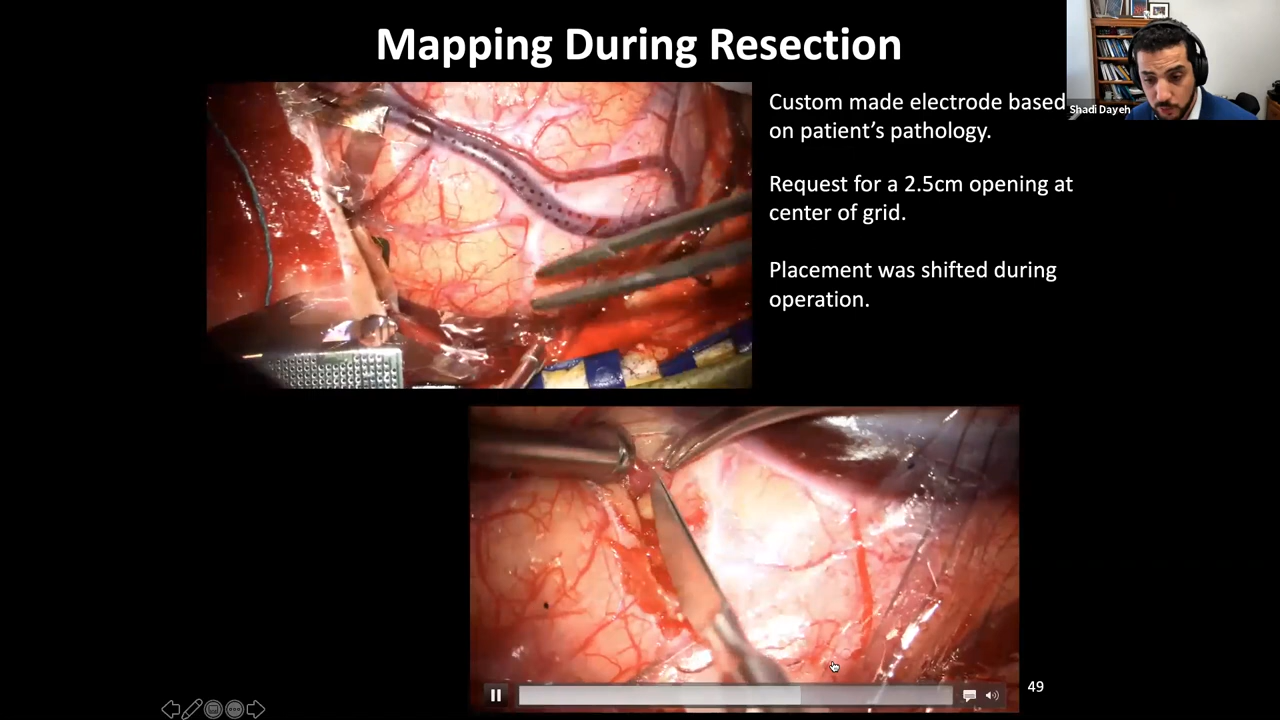 Mapping During Resection
Custom made electrode based
on patient's pathology.
Request for a 2.5cm opening at
center of grid.
Placement was shifted during
operation.
Shadi Dayeh
49